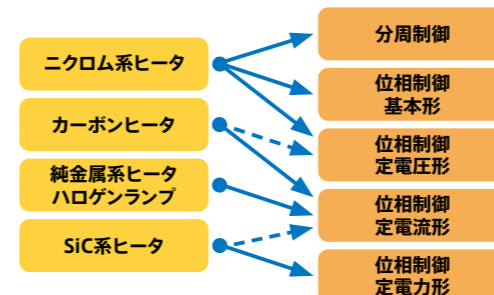 ニクロム系ヒータ
カーボンヒータ
純金属系ヒータ
ハロゲンランプ
SiC系ヒータ
分周制御
位相制御
基本形
位相制御
定電圧形
位相制御
定電流形
位相制御
定電力形